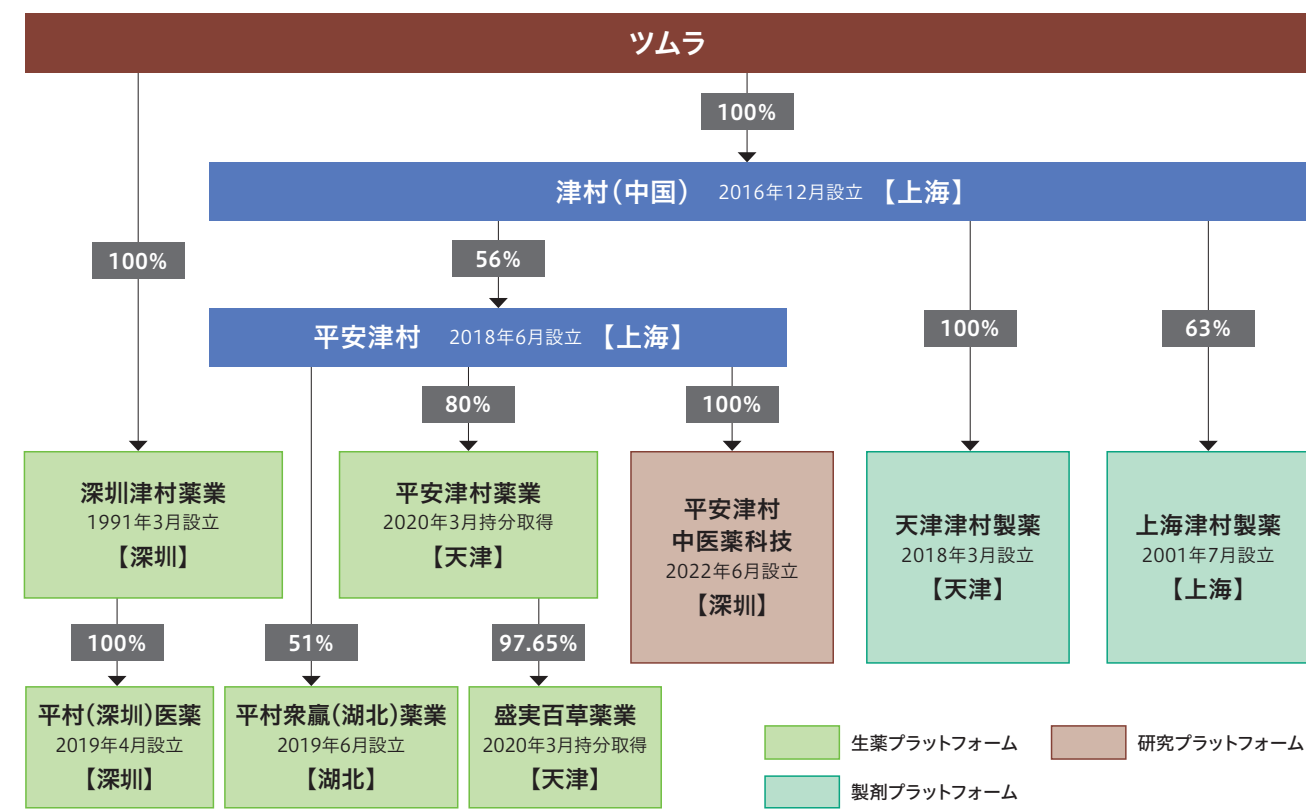 ツムラ
100%
津村（中国） 2016年12月設立 【上海】
100%
56%
平安津村 2018年6月設立 【上海】
100%
63%
80%
100%
深圳津村薬業
1991年3月設立
【深圳】
平安津村薬業
2020年3月持分取得
【天津】
平安津村
中医薬科技
2022年6月設立
【深圳】
天津津村製薬
2018年3月設立
【天津】
上海津村製薬
2001年7月設立
【上海】
100%
51%
97.65%
平村（深圳）医薬
2019年4月設立
【深圳】
平村衆贏（湖北）薬業
2019年6月設立
【湖北】
盛実百草薬業
2020年3月持分取得
【天津】
生薬プラットフォーム
研究プラットフォーム
製剤プラットフォーム